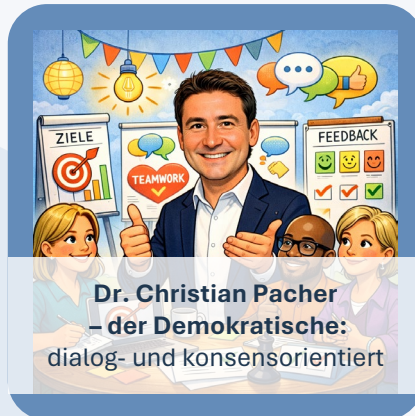 ZIELE
TEAMWORK
FEEDBACK
Dr. Christian Pacher
– der Demokratische:
dialog- und konsensorientiert